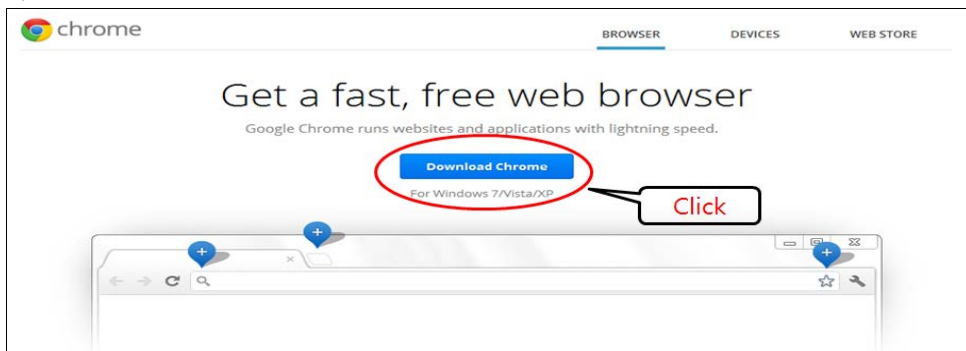 chrome
BROWSER DEVICES WEB STORE
Get a fast, free web browser
Google Chrome runs websites and applications with lightning speed.
Download Chrome
For Windows 7/Vista/XP
Click